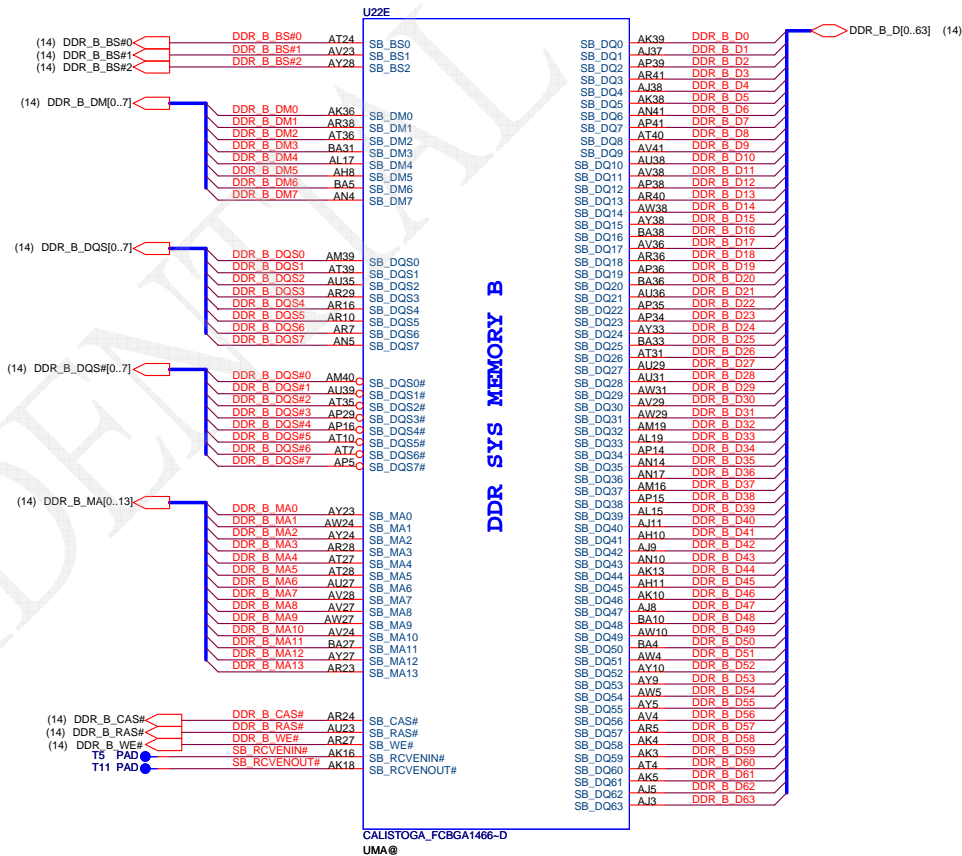 U22E
(14) DDR_B_BS#0 DDR_B_BS#0 AT24 SB_BS0
(14) DDR_B_BS#1 DDR_B_BS#1 AV23 SB_BS1
(14) DDR_B_BS#2 DDR_B_BS#2 AY28 SB_BS2
(14) DDR_B_DM[0..7]
DDR_B_DM0 AK36 SB_DM0
DDR_B_DM1 AR38 SB_DM1
DDR_B_DM2 AT36 SB_DM2
DDR_B_DM3 BA31 SB_DM3
DDR_B_DM4 AL17 SB_DM4
DDR_B_DM5 AH8 SB_DM5
DDR_B_DM6 BA5 SB_DM6
DDR_B_DM7 AN4 SB_DM7
(14) DDR_B_DQS[0..7]
DDR_B_DQS0 AM39 SB_DQS0
DDR_B_DQS1 AT39 SB_DQS1
DDR_B_DQS2 AU35 SB_DQS2
DDR_B_DQS3 AR29 SB_DQS3
DDR_B_DQS4 AR16 SB_DQS4
DDR_B_DQS5 AR10 SB_DQS5
DDR_B_DQS6 AR7 SB_DQS6
DDR_B_DQS7 AN5 SB_DQS7
(14) DDR_B_DQS#[0..7]
DDR_B_DQS#0 AM40 SB_DQS0#
DDR_B_DQS#1 AU39 SB_DQS1#
DDR_B_DQS#2 AT35 SB_DQS2#
DDR_B_DQS#3 AP29 SB_DQS3#
DDR_B_DQS#4 AP16 SB_DQS4#
DDR_B_DQS#5 AT10 SB_DQS5#
DDR_B_DQS#6 AT7 SB_DQS6#
DDR_B_DQS#7 AP5 SB_DQS7#
(14) DDR_B_MA[0..13]
DDR_B_MA0 AY23 SB_MA0
DDR_B_MA1 AW24 SB_MA1
DDR_B_MA2 AY24 SB_MA2
DDR_B_MA3 AR28 SB_MA3
DDR_B_MA4 AT27 SB_MA4
DDR_B_MA5 AT28 SB_MA5
DDR_B_MA6 AU27 SB_MA6
DDR_B_MA7 AV28 SB_MA7
DDR_B_MA8 AV27 SB_MA8
DDR_B_MA9 AW27 SB_MA9
DDR_B_MA10 AV24 SB_MA10
DDR_B_MA11 BA27 SB_MA11
DDR_B_MA12 AY27 SB_MA12
DDR_B_MA13 AR23 SB_MA13
(14) DDR_B_CAS# DDR_B_CAS# AR24 SB_CAS#
(14) DDR_B_RAS# DDR_B_RAS# AU23 SB_RAS#
(14) DDR_B_WE# DDR_B_WE# AR27 SB_WE#
T5 PAD SB_RCVENIN# AK16 SB_RCVENIN#
T11 PAD SB_RCVENOUT# AK18 SB_RCVENOUT#
DDR SYS MEMORY B
DDR_B_D[0..63] (14)
SB_DQ0 AK39 DDR_B_D0
SB_DQ1 AJ37 DDR_B_D1
SB_DQ2 AP39 DDR_B_D2
SB_DQ3 AR41 DDR_B_D3
SB_DQ4 AJ38 DDR_B_D4
SB_DQ5 AK38 DDR_B_D5
SB_DQ6 AN41 DDR_B_D6
SB_DQ7 AP41 DDR_B_D7
SB_DQ8 AT40 DDR_B_D8
SB_DQ9 AV41 DDR_B_D9
SB_DQ10 AU38 DDR_B_D10
SB_DQ11 AV38 DDR_B_D11
SB_DQ12 AP38 DDR_B_D12
SB_DQ13 AR40 DDR_B_D13
SB_DQ14 AW38 DDR_B_D14
SB_DQ15 AY38 DDR_B_D15
SB_DQ16 BA38 DDR_B_D16
SB_DQ17 AV36 DDR_B_D17
SB_DQ18 AR36 DDR_B_D18
SB_DQ19 AP36 DDR_B_D19
SB_DQ20 BA36 DDR_B_D20
SB_DQ21 AU36 DDR_B_D21
SB_DQ22 AP35 DDR_B_D22
SB_DQ23 AP34 DDR_B_D23
SB_DQ24 AY33 DDR_B_D24
SB_DQ25 BA33 DDR_B_D25
SB_DQ26 AT31 DDR_B_D26
SB_DQ27 AU29 DDR_B_D27
SB_DQ28 AU31 DDR_B_D28
SB_DQ29 AW31 DDR_B_D29
SB_DQ30 AV29 DDR_B_D30
SB_DQ31 AW29 DDR_B_D31
SB_DQ32 AM19 DDR_B_D32
SB_DQ33 AL19 DDR_B_D33
SB_DQ34 AP14 DDR_B_D34
SB_DQ35 AN14 DDR_B_D35
SB_DQ36 AN17 DDR_B_D36
SB_DQ37 AM16 DDR_B_D37
SB_DQ38 AP15 DDR_B_D38
SB_DQ39 AL15 DDR_B_D39
SB_DQ40 AJ11 DDR_B_D40
SB_DQ41 AH10 DDR_B_D41
SB_DQ42 AJ9 DDR_B_D42
SB_DQ43 AN10 DDR_B_D43
SB_DQ44 AK13 DDR_B_D44
SB_DQ45 AH11 DDR_B_D45
SB_DQ46 AK10 DDR_B_D46
SB_DQ47 AJ8 DDR_B_D47
SB_DQ48 BA10 DDR_B_D48
SB_DQ49 AW10 DDR_B_D49
SB_DQ50 BA4 DDR_B_D50
SB_DQ51 AW4 DDR_B_D51
SB_DQ52 AY10 DDR_B_D52
SB_DQ53 AY9 DDR_B_D53
SB_DQ54 AW5 DDR_B_D54
SB_DQ55 AY5 DDR_B_D55
SB_DQ56 AV4 DDR_B_D56
SB_DQ57 AR5 DDR_B_D57
SB_DQ58 AK4 DDR_B_D58
SB_DQ59 AK3 DDR_B_D59
SB_DQ60 AT4 DDR_B_D60
SB_DQ61 AK5 DDR_B_D61
SB_DQ62 AJ5 DDR_B_D62
SB_DQ63 AJ3 DDR_B_D63
CALISTOGA_FCBGA1466~D
UMA@
DENTIAL